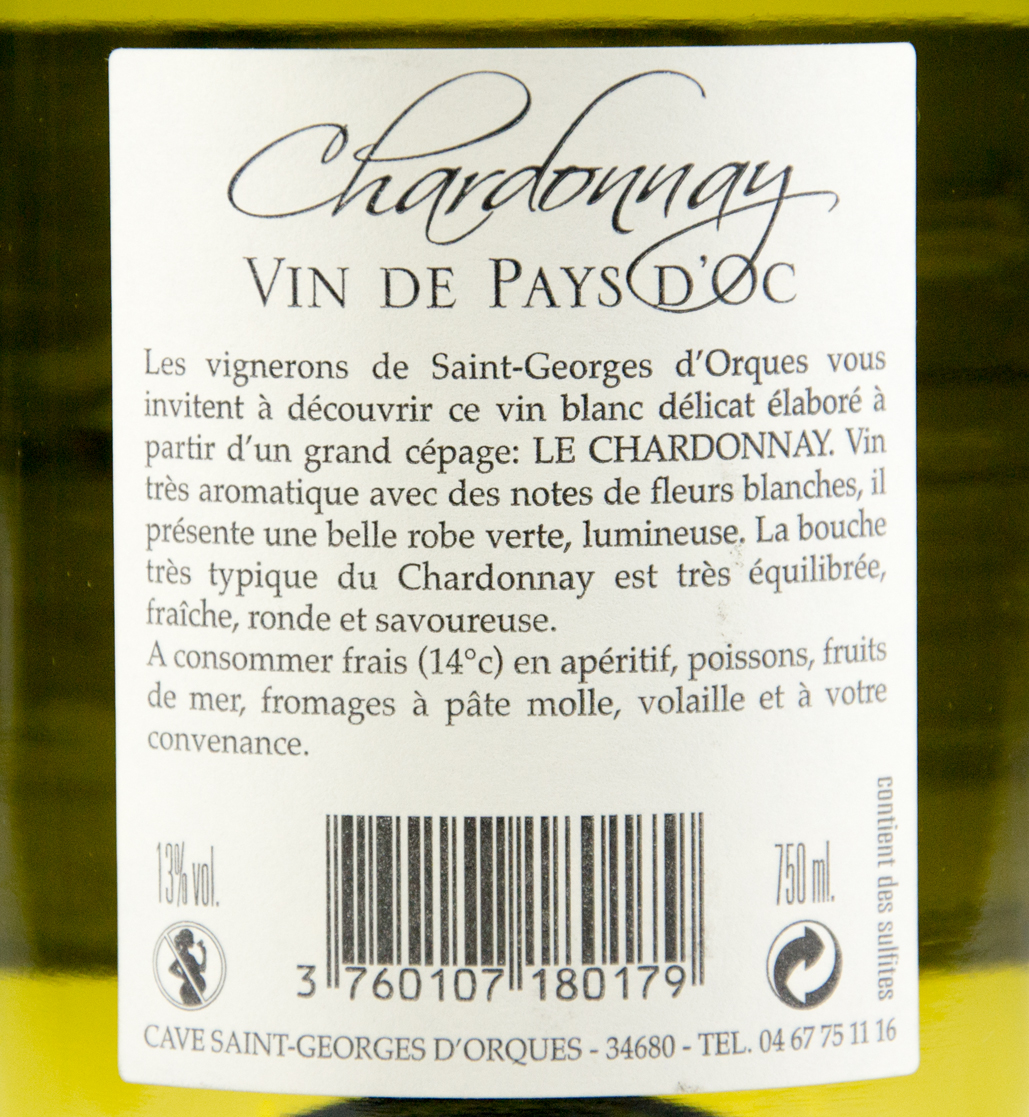 Chardonnay
VIN DE PAYS D'OC
Les vignerons de Saint-Georges d'Orques vous
invitent à découvrir ce vin blanc délicat élaboré à
partir d'un grand cépage: LE CHARDONNAY. Vin
très aromatique avec des notes de fleurs blanches, il
présente une belle robe verte, lumineuse. La bouche
très typique du Chardonnay est très équilibrée,
fraîche, ronde et savoureuse.
A consommer frais (14°c) en apéritif, poissons, fruits
de mer, fromages à pâte molle, volaille et à votre
convenance.
13% vol.
3 760107 180179
750 ml.
contient des sulfites
CAVE SAINT-GEORGES D'ORQUES - 34680 - TEL. 04 67 75 11 16